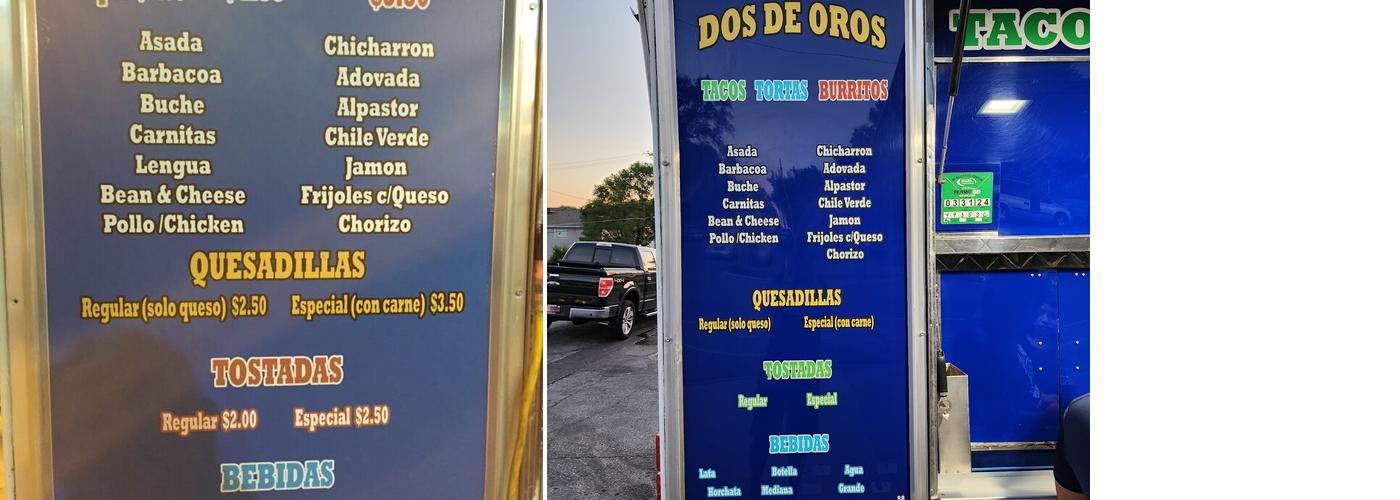 Asada Chicharron
Barbacoa Adovada
Buche Alpastor
Carnitas Chile Verde
Lengua Jamon
Bean & Cheese Frijoles c/Queso
Pollo /Chicken Chorizo
QUESADILLAS
Regular (solo queso) $2.50 Especial (con carne) $3.50
TOSTADAS
Regular $2.00 Especial $2.50
BEBIDAS
DOS DE OROS
TACOS TORTAS BURRITOS
Asada Chicharron
Barbacoa Adovada
Buche Alpastor
Carnitas Chile Verde
Bean & Cheese Jamon
Pollo /Chicken Frijoles c/Queso
Chorizo
QUESADILLAS
Regular (solo queso) Especial (con carne)
TOSTADAS
Regular Especial
BEBIDAS
Lata Botella Agua
Horchata Mediana Grande
TACO
PERMIT
033124